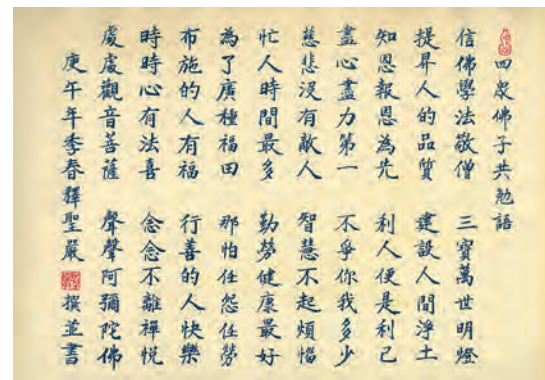 四眾佛子共勉語
信佛學法敬僧 三寶萬世明燈
提昇人的品質 建設人間淨土
知恩報恩為先 利人便是利己
盡心盡力第一 不爭你我多少
慈悲沒有敵人 智慧不起煩惱
忙人時間最多 勤勞健康最好
為了廣種福田 那怕任怨任勞
布施的人有福 行善的人快樂
時時心有法喜 念念不離禪悅
處處觀音菩薩 聲聲阿彌陀佛
庚午年季春釋聖嚴 撰並書